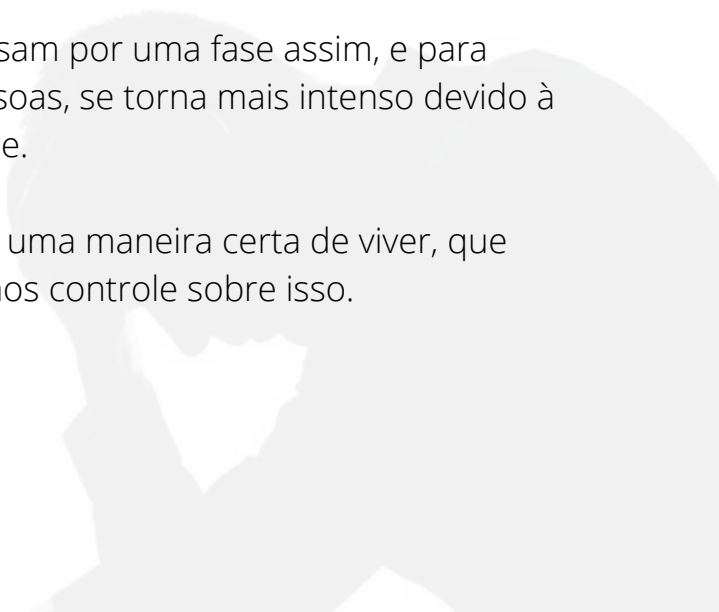 sam por uma fase assim, e para
soas, se torna mais intenso devido à
e.
uma maneira certa de viver, que
nos controle sobre isso.